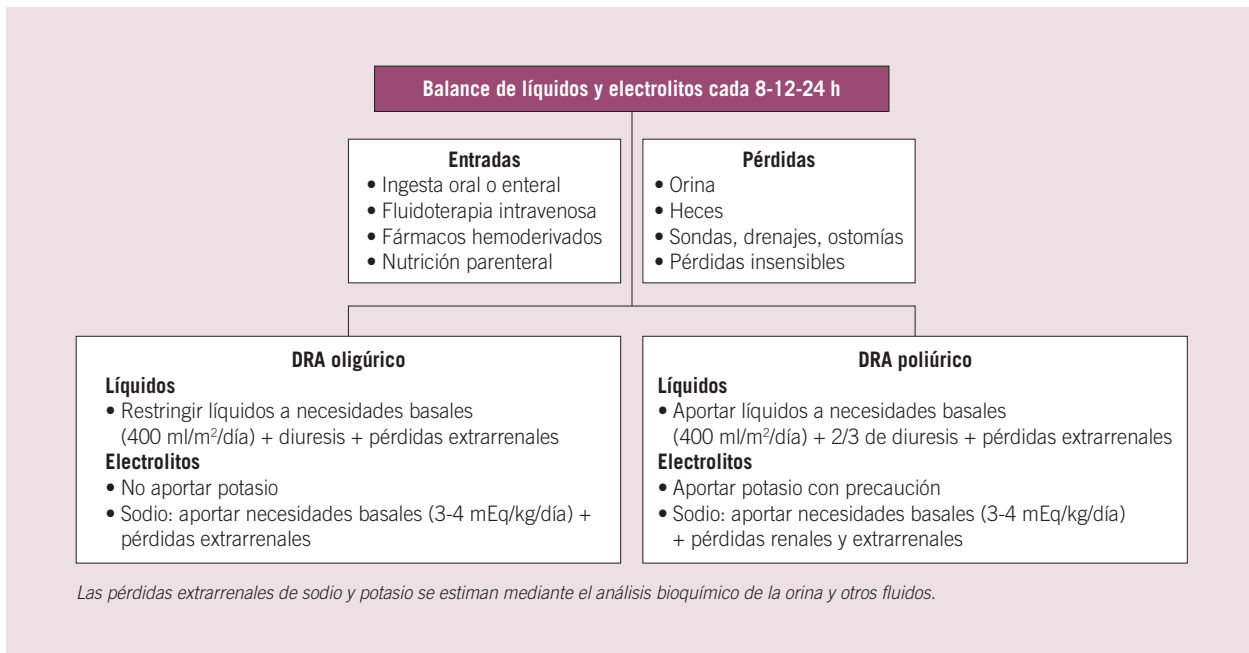 Balance de líquidos y electrolitos cada 8-12-24 h
Entradas
• Ingesta oral o enteral
• Fluidoterapia intravenosa
• Fármacos hemoderivados
• Nutrición parenteral
Pérdidas
• Orina
• Heces
• Sondas, drenajes, ostomías
• Pérdidas insensibles
DRA oligúrico
Líquidos
• Restringir líquidos a necesidades basales
(400 ml/m²/día) + diuresis + pérdidas extrarrenales
Electrolitos
• No aportar potasio
• Sodio: aportar necesidades basales (3-4 mEq/kg/día) +
pérdidas extrarrenales
DRA poliúrico
Líquidos
• Aportar líquidos a necesidades basales
(400 ml/m²/día) + 2/3 de diuresis + pérdidas extrarrenales
Electrolitos
• Aportar potasio con precaución
• Sodio: aportar necesidades basales (3-4 mEq/kg/día)
+ pérdidas renales y extrarrenales
Las pérdidas extrarrenales de sodio y potasio se estiman mediante el análisis bioquímico de la orina y otros fluidos.